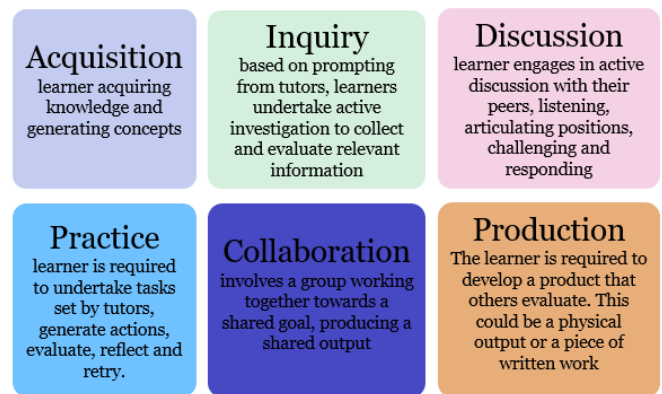 Acquisition
learner acquiring
knowledge and
generating concepts
Inquiry
based on prompting
from tutors, learners
undertake active
investigation to collect
and evaluate relevant
information
Discussion
learner engages in active
discussion with their
peers, listening,
articulating positions,
challenging and
responding
Practice
learner is required
to undertake tasks
set by tutors,
generate actions,
evaluate, reflect and
retry.
Collaboration
involves a group working
together towards a
shared goal, producing a
shared output
Production
The learner is required to
develop a product that
others evaluate. This
could be a physical
output or a piece of
written work